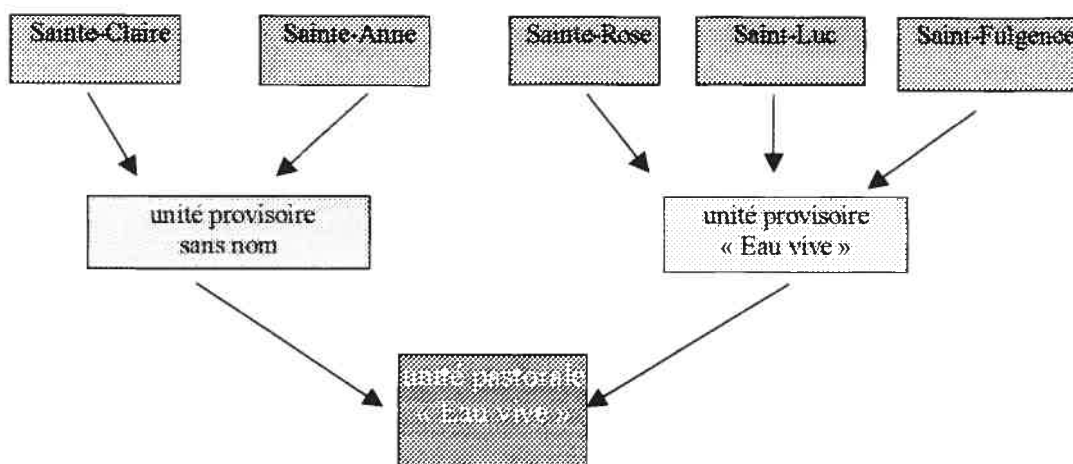 Sainte-Claire
Sainte-Anne
Sainte-Rose
Saint-Luc
Saint-Fulgence
unité provisoire
sans nom
unité provisoire
« Eau vive »
unité pastorale
« Eau vive »